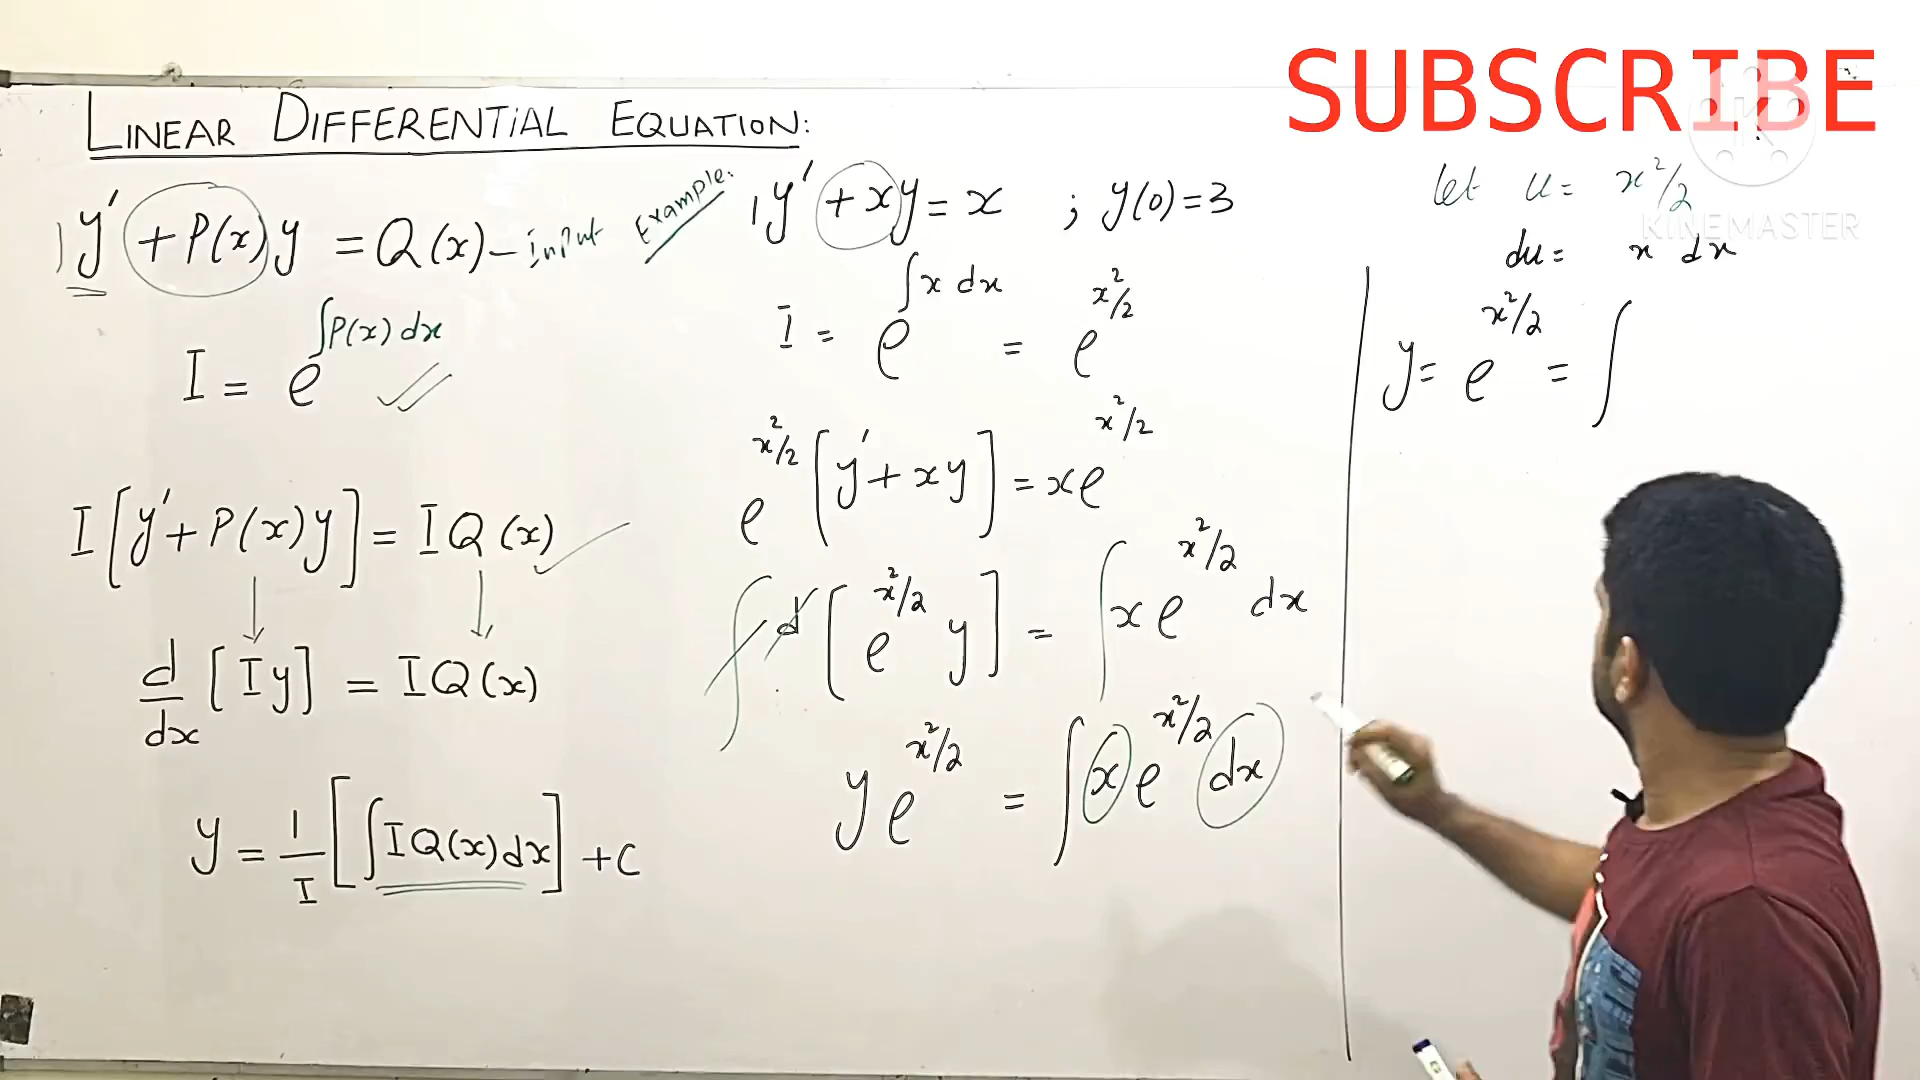 SUBSCRIBE
KINEMASTER
LINEAR DIFFERENTIAL EQUATION:
y' + P(x)y = Q(x) - input
I = e^∫P(x)dx
I[y' + P(x)y] = IQ(x)
d/dx [Iy] = IQ(x)
y = 1/I [∫IQ(x)dx] + C
Example:
y' + xy = x ; y(0) = 3
I = e^∫x dx = e^x²/2
e^x²/2 [y' + xy] = xe^x²/2
∫d[e^x²/2 y] = ∫xe^x²/2 dx
ye^x²/2 = ∫xe^x²/2 dx
let u = x²/2
du = x dx
y = e^x²/2 = ∫